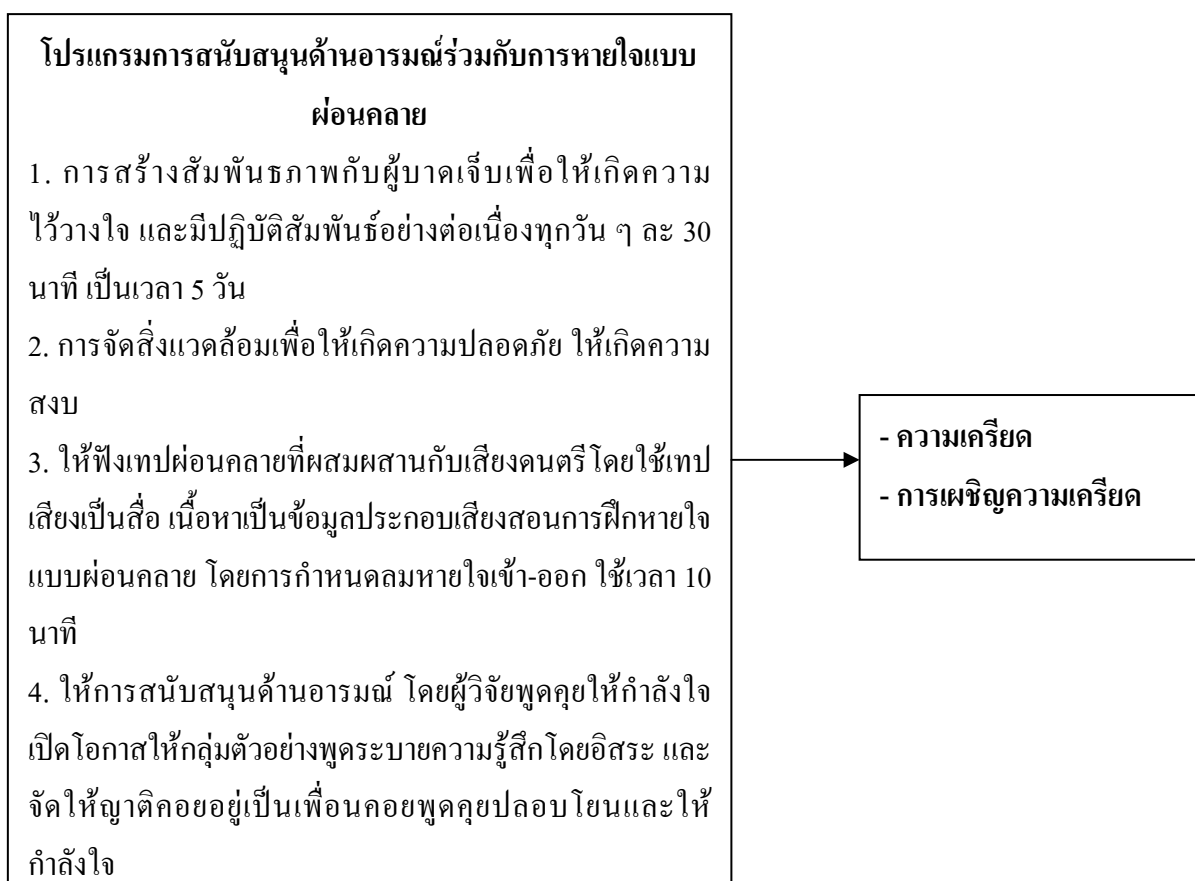 โปรแกรมการสนับสนุนด้านอารมณ์ร่วมกับการหายใจแบบ
ผ่อนคลาย
1. การสร้างสัมพันธภาพกับผู้บาดเจ็บเพื่อให้เกิดความ
ไว้วางใจ และมีปฏิบัติสัมพันธ์อย่างต่อเนื่องทุกวัน ๆ ละ 30
นาที เป็นเวลา 5 วัน
2. การจัดสิ่งแวดล้อมเพื่อให้เกิดความปลอดภัย ให้เกิดความ
สงบ
3. ให้ฟังเทปผ่อนคลายที่ผสมผสานกับเสียงดนตรีโดยใช้เทป
เสียงเป็นสื่อ เนื้อหาเป็นข้อมูลประกอบเสียงสอนการฝึกหายใจ
แบบผ่อนคลาย โดยการกำหนดลมหายใจเข้า-ออก ใช้เวลา 10
นาที
4. ให้การสนับสนุนด้านอารมณ์ โดยผู้วิจัยพูดคุยให้กำลังใจ
เปิดโอกาสให้กลุ่มตัวอย่างพูดระบายความรู้สึกโดยอิสระ และ
จัดให้ญาติคอยอยู่เป็นเพื่อนคอยพูดคุยปลอบโยนและให้
กำลังใจ
- ความเครียด
- การเผชิญความเครียด